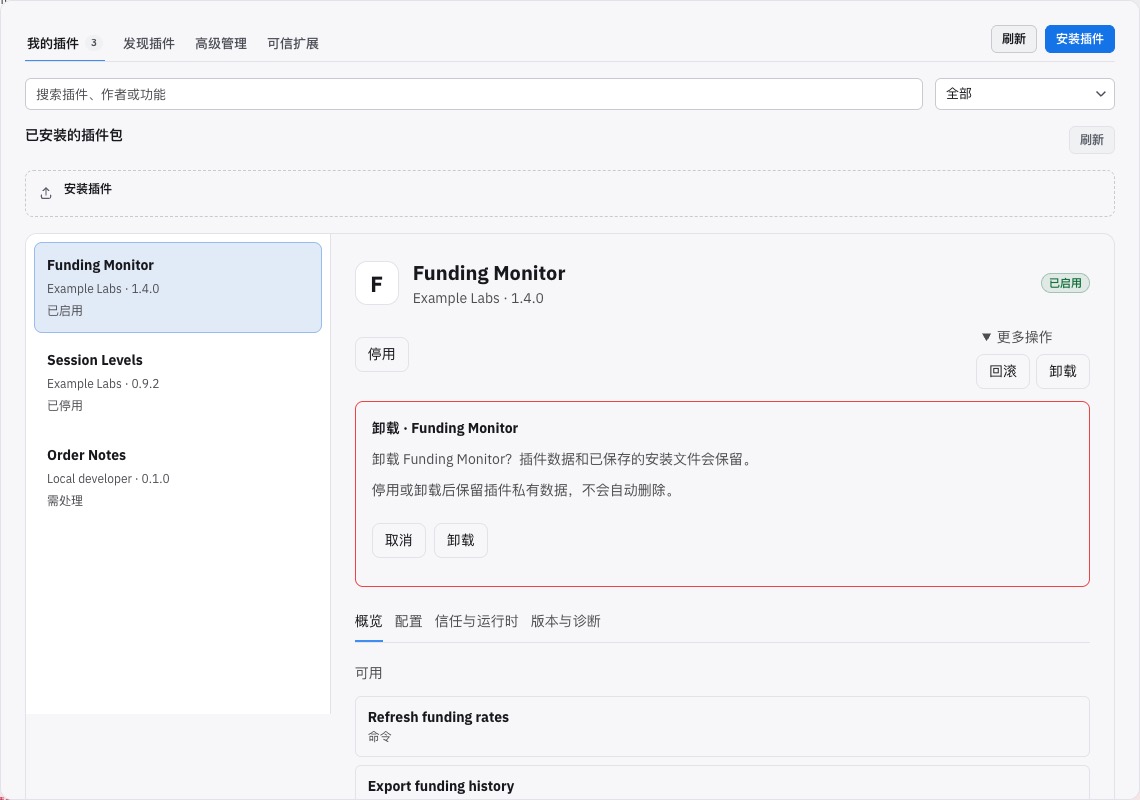 我的插件 3 发现插件 高级管理 可信扩展 刷新 安装插件
搜索插件、作者或功能 全部
已安装的插件包 刷新
安装插件
Funding Monitor
Example Labs · 1.4.0
已启用
Session Levels
Example Labs · 0.9.2
已停用
Order Notes
Local developer · 0.1.0
需处理
F
Funding Monitor
Example Labs · 1.4.0
已启用
停用
▼ 更多操作
回滚 卸载
卸载 · Funding Monitor
卸载 Funding Monitor？插件数据和已保存的安装文件会保留。
停用或卸载后保留插件私有数据，不会自动删除。
取消 卸载
概览 配置 信任与运行时 版本与诊断
可用
Refresh funding rates
命令
Export funding history